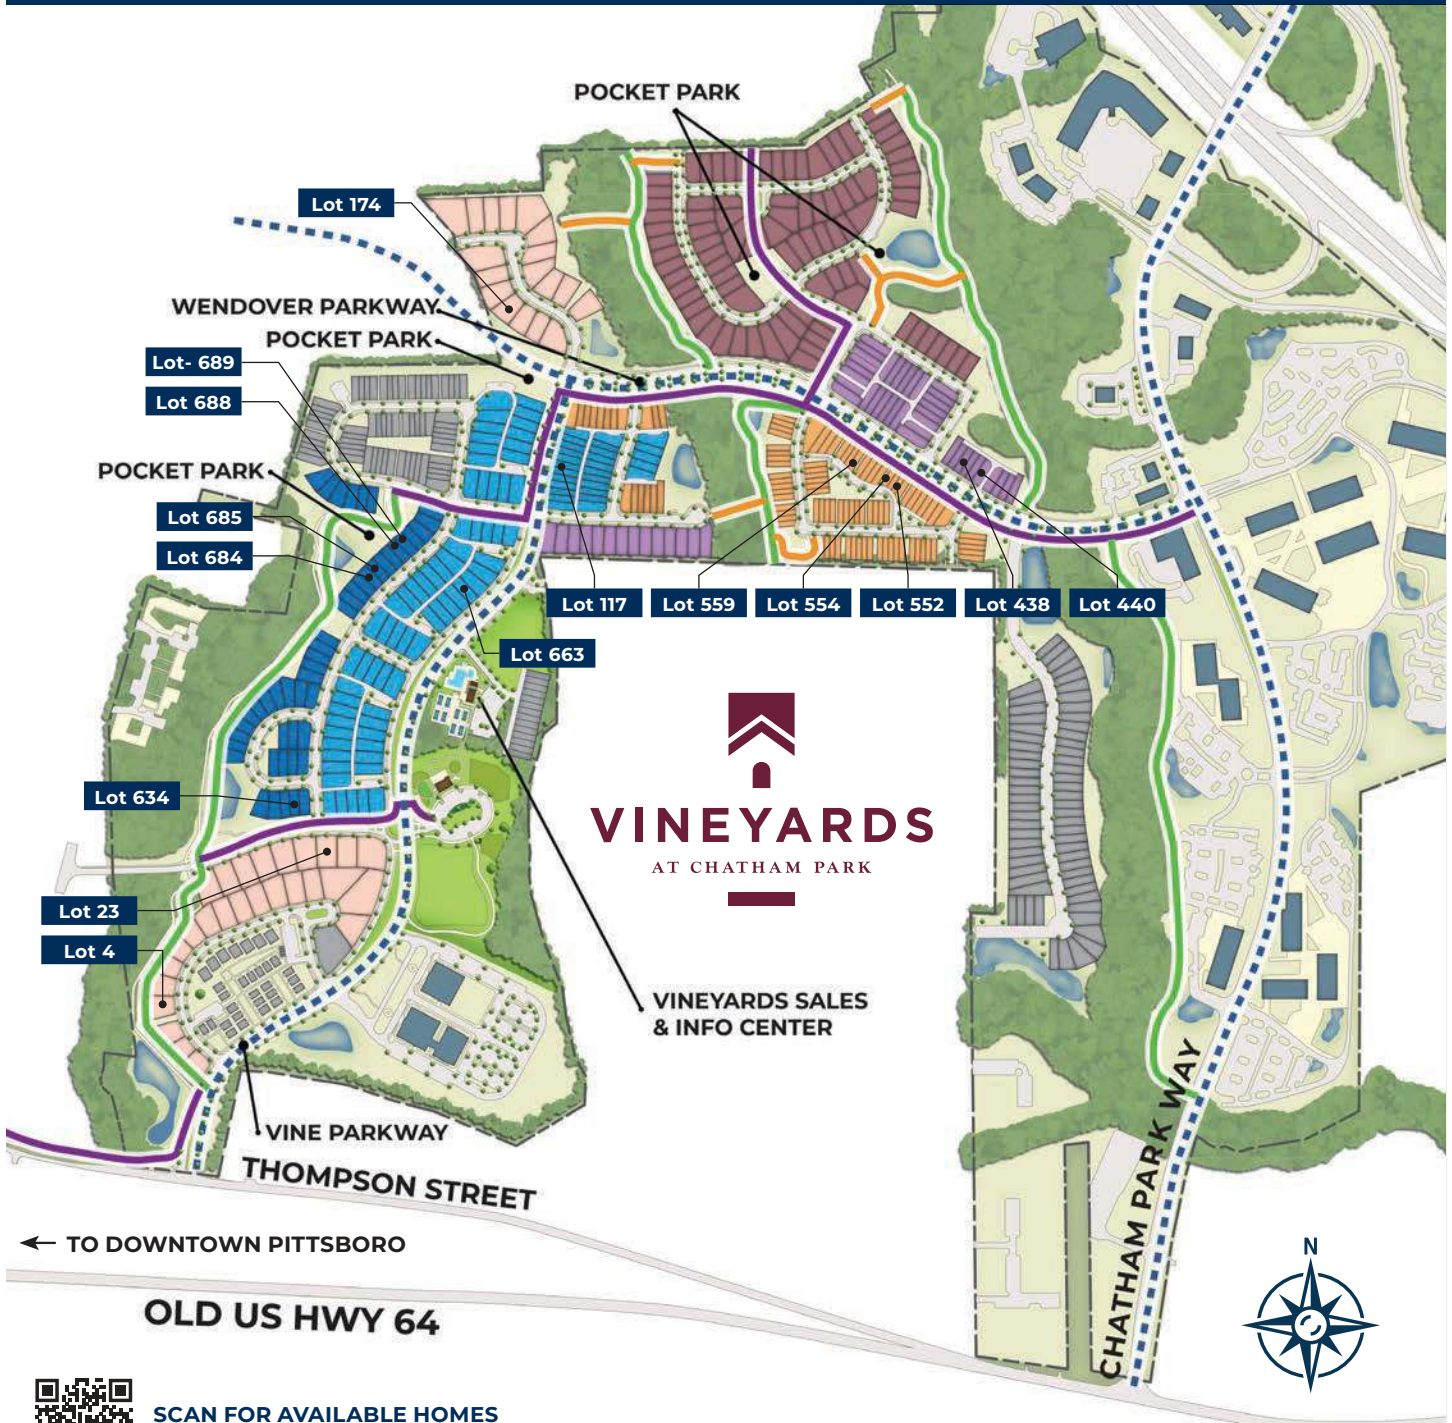 POCKET PARK
Lot 174
WENDOVER PARKWAY
POCKET PARK
Lot- 689
Lot 688
POCKET PARK
Lot 685
Lot 684
Lot 117
Lot 559
Lot 554
Lot 552
Lot 438
Lot 440
Lot 663
Lot 634
VINEYARDS
AT CHATHAM PARK
Lot 23
Lot 4
VINEYARDS SALES
& INFO CENTER
VINE PARKWAY
THOMPSON STREET
CHATHAM PARK WAY
TO DOWNTOWN PITTSBORO
N
OLD US HWY 64
SCAN FOR AVAILABLE HOMES